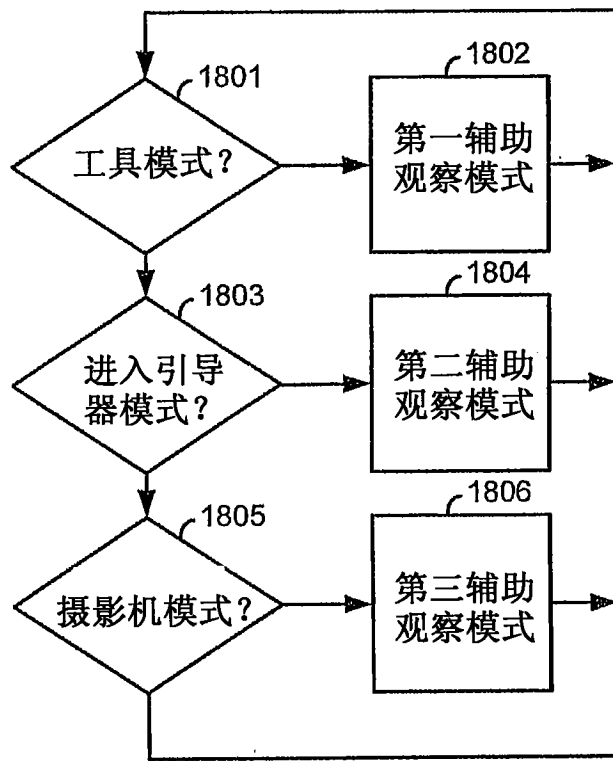 1801
工具模式？
1802
第一辅助
观察模式
1803
进入引导
器模式？
1804
第二辅助
观察模式
1805
摄影机模式？
1806
第三辅助
观察模式